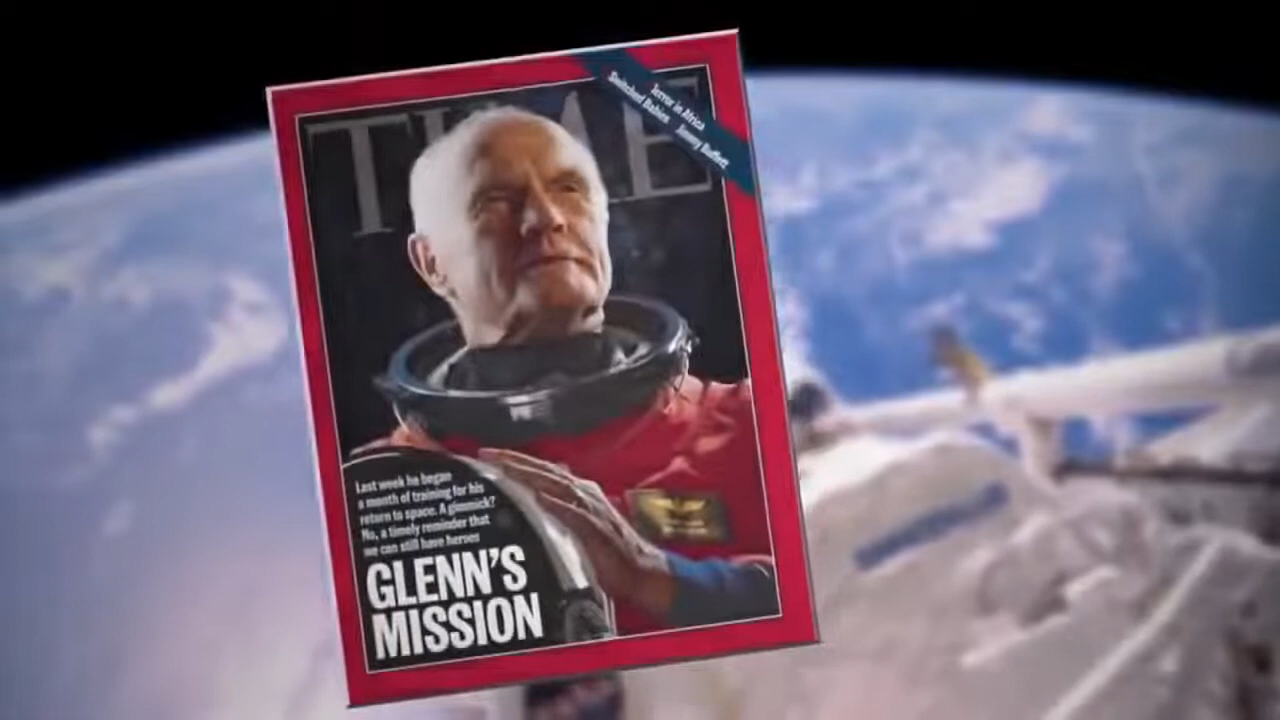 TIME
Terror in Africa
Switched Babies Jimmy Buffett
Last week he began
a month of training for his
return to space. A gimmick?
No, a timely reminder that
we can still have heroes
GLENN'S
MISSION